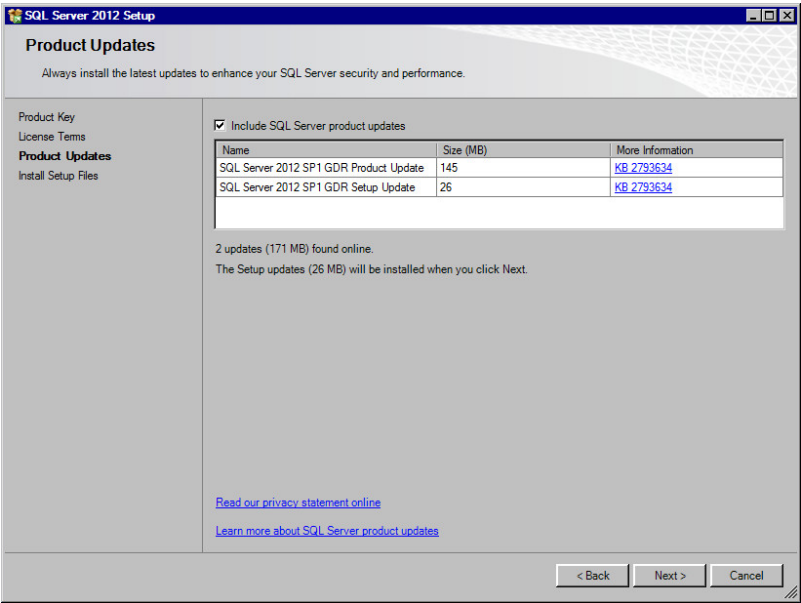 SQL Server 2012 Setup
Product Updates
Always install the latest updates to enhance your SQL Server security and performance.
Product Key
License Terms
Product Updates
Install Setup Files
Include SQL Server product updates
Name Size (MB) More Information
SQL Server 2012 SP1 GDR Product Update 145 KB 2793634
SQL Server 2012 SP1 GDR Setup Update 26 KB 2793634
2 updates (171 MB) found online.
The Setup updates (26 MB) will be installed when you click Next.
Read our privacy statement online
Learn more about SQL Server product updates
< Back Next > Cancel